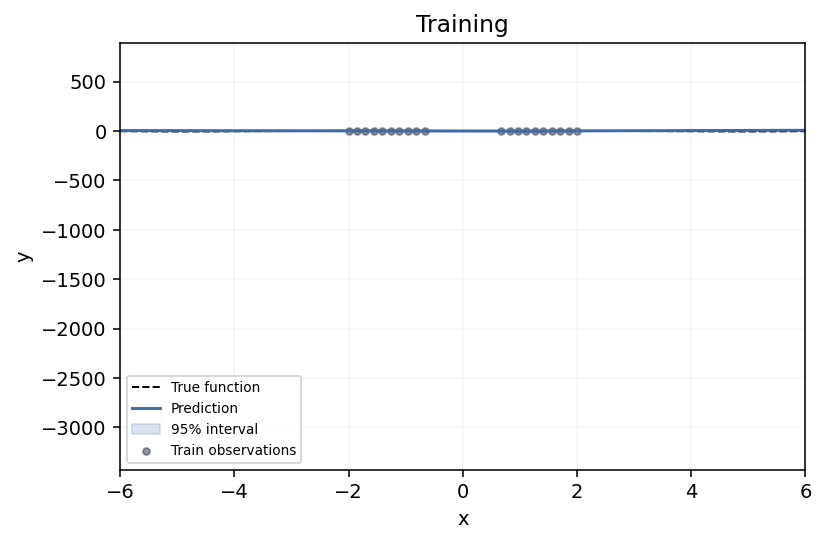 Training
500
0
−500
−1000
−1500
−2000
−2500
−3000
y
True function
Prediction
95% interval
Train observations
−6
−4
−2
0
2
4
6
x